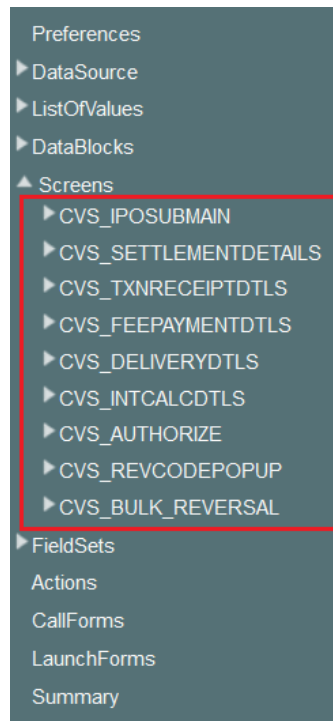 Preferences
DataSource
ListOfValues
DataBlocks
Screens
CVS_IPOSUBMAIN
CVS_SETTLEMENTDETAILS
CVS_TXNRECEIPTDTLS
CVS_FEEPAYMENTDTLS
CVS_DELIVERYDTLS
CVS_INTCALCDTLS
CVS_AUTHORIZE
CVS_REVCODEPOPUP
CVS_BULK_REVERSAL
FieldSets
Actions
CallForms
LaunchForms
Summary